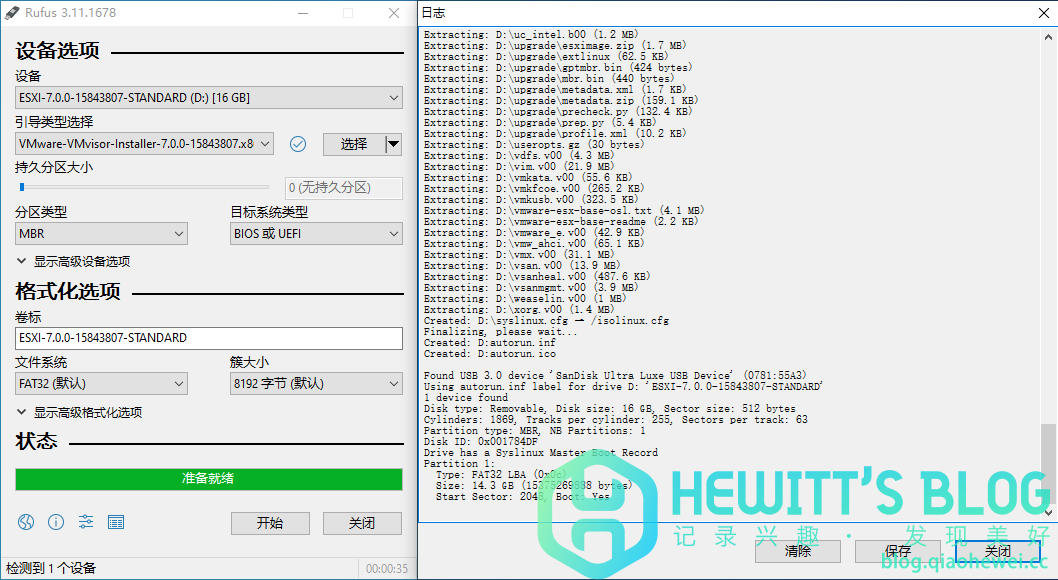 Rufus 3.11.1678
设备选项
设备
ESXI-7.0.0-15843807-STANDARD (D:) [16 GB]
引导类型选择
VMware-VMvisor-Installer-7.0.0-15843807.x8
选择
持久分区大小
0 (无持久分区)
分区类型
目标系统类型
MBR
BIOS 或 UEFI
显示高级设备选项
格式化选项
卷标
ESXI-7.0.0-15843807-STANDARD
文件系统
簇大小
FAT32 (默认)
8192 字节 (默认)
显示高级格式化选项
状态
准备就绪
开始
关闭
检测到 1 个设备
00:00:35
日志
Extracting: D:\uc_intel.b00 (1.2 MB)
Extracting: D:\upgrade\esximage.zip (1.7 MB)
Extracting: D:\upgrade\extlinux (62.5 KB)
Extracting: D:\upgrade\gptmbr.bin (424 bytes)
Extracting: D:\upgrade\mbr.bin (440 bytes)
Extracting: D:\upgrade\metadata.xml (1.7 KB)
Extracting: D:\upgrade\metadata.zip (159.1 KB)
Extracting: D:\upgrade\precheck.py (132.4 KB)
Extracting: D:\upgrade\prep.py (5.4 KB)
Extracting: D:\upgrade\profile.xml (10.2 KB)
Extracting: D:\useropts.gz (30 bytes)
Extracting: D:\vdfs.v00 (4.3 MB)
Extracting: D:\vim.v00 (21.9 MB)
Extracting: D:\vmkata.v00 (55.6 KB)
Extracting: D:\vmkfcoe.v00 (265.2 KB)
Extracting: D:\vmkusb.v00 (323.5 KB)
Extracting: D:\vmware-esx-base-osl.txt (4.1 MB)
Extracting: D:\vmware-esx-base-readme (2.2 KB)
Extracting: D:\vmware_e.v00 (42.9 KB)
Extracting: D:\vmw_ahci.v00 (65.1 KB)
Extracting: D:\vmx.v00 (31.1 MB)
Extracting: D:\vsan.v00 (13.9 MB)
Extracting: D:\vsanheal.v00 (487.6 KB)
Extracting: D:\vsanmgmt.v00 (3.9 MB)
Extracting: D:\weaselin.v00 (1 MB)
Extracting: D:\xorg.v00 (1.4 MB)
Created: D:\syslinux.cfg → /isolinux.cfg
Finalizing, please wait...
Created: D:autorun.inf
Created: D:autorun.ico
Found USB 3.0 device 'SanDisk Ultra Luxe USB Device' (0781:55A3)
Using autorun.inf label for drive D: 'ESXI-7.0.0-15843807-STANDARD'
1 device found
Disk type: Removable, Disk size: 16 GB, Sector size: 512 bytes
Cylinders: 1869, Tracks per cylinder: 255, Sectors per track: 63
Partition type: MBR, NB Partitions: 1
Disk ID: 0x001784DF
Drive has a Syslinux Master Boot Record
Partition 1:
Type: FAT32 LBA (0x0c)
Size: 14.3 GB (15375269888 bytes)
Start Sector: 2048, Boot: Yes
HEWITT'S BLOG
记录兴趣 · 发现美好
清除
保存
关闭
blog.qiaohewei.cc